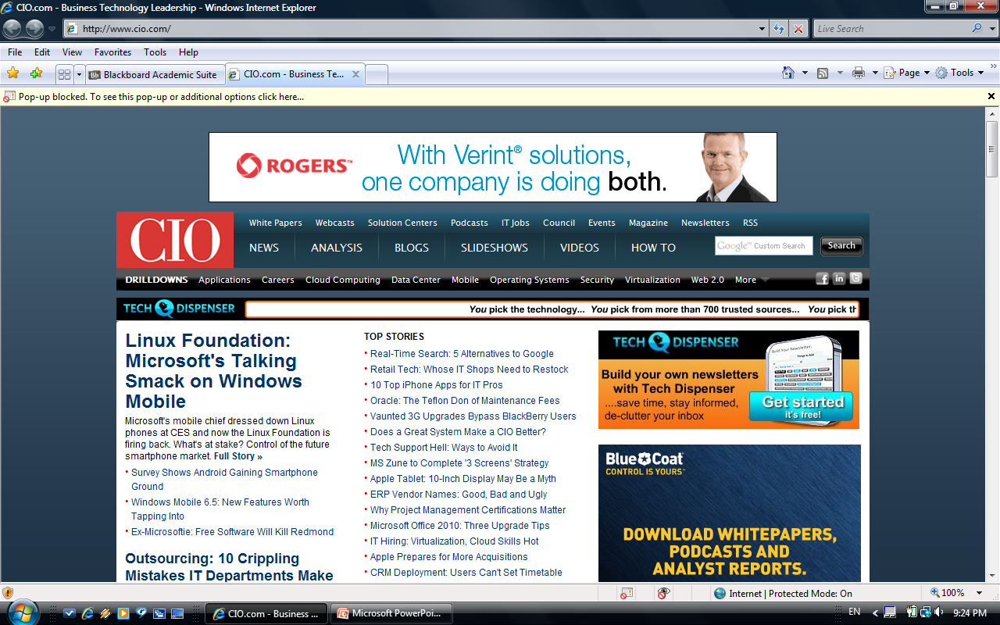 CIO.com - Business Technology Leadership - Windows Internet Explorer
http://www.cio.com/
Live Search
File Edit View Favorites Tools Help
Bb Blackboard Academic Suite
CIO.com - Business Te...
Page Tools
Pop-up blocked. To see this pop-up or additional options click here...
ROGERS™
With Verint® solutions,
one company is doing both.
CIO
White Papers Webcasts Solution Centers Podcasts IT Jobs Council Events Magazine Newsletters RSS
NEWS ANALYSIS BLOGS SLIDESHOWS VIDEOS HOW TO
Google™ Custom Search
Search
DRILLDOWNS Applications Careers Cloud Computing Data Center Mobile Operating Systems Security Virtualization Web 2.0 More
TECH DISPENSER
You pick the technology... You pick from more than 700 trusted sources... You pick th
Linux Foundation:
Microsoft's Talking
Smack on Windows
Mobile
Microsoft's mobile chief dressed down Linux
phones at CES and now the Linux Foundation is
firing back. What's at stake? Control of the future
smartphone market. Full Story »
• Survey Shows Android Gaining Smartphone
Ground
• Windows Mobile 6.5: New Features Worth
Tapping Into
• Ex-Microsoftie: Free Software Will Kill Redmond
Outsourcing: 10 Crippling
Mistakes IT Departments Make
TOP STORIES
• Real-Time Search: 5 Alternatives to Google
• Retail Tech: Whose IT Shops Need to Restock
• 10 Top iPhone Apps for IT Pros
• Oracle: The Teflon Don of Maintenance Fees
• Vaunted 3G Upgrades Bypass BlackBerry Users
• Does a Great System Make a CIO Better?
• Tech Support Hell: Ways to Avoid It
• MS Zune to Complete '3 Screens' Strategy
• Apple Tablet: 10-Inch Display May Be a Myth
• ERP Vendor Names: Good, Bad and Ugly
• Why Project Management Certifications Matter
• Microsoft Office 2010: Three Upgrade Tips
• IT Hiring: Virtualization, Cloud Skills Hot
• Apple Prepares for More Acquisitions
• CRM Deployment: Users Can't Set Timetable
TECH DISPENSER
Build your own newsletters
with Tech Dispenser
....save time, stay informed,
de-clutter your inbox
Build Your Newsletter.
Get started
it's free!
Blue Coat
CONTROL IS YOURS™
DOWNLOAD WHITEPAPERS,
PODCASTS AND
ANALYST REPORTS.
Internet | Protected Mode: On
100%
CIO.com - Business ...
Microsoft PowerPoi...
EN
9:24 PM